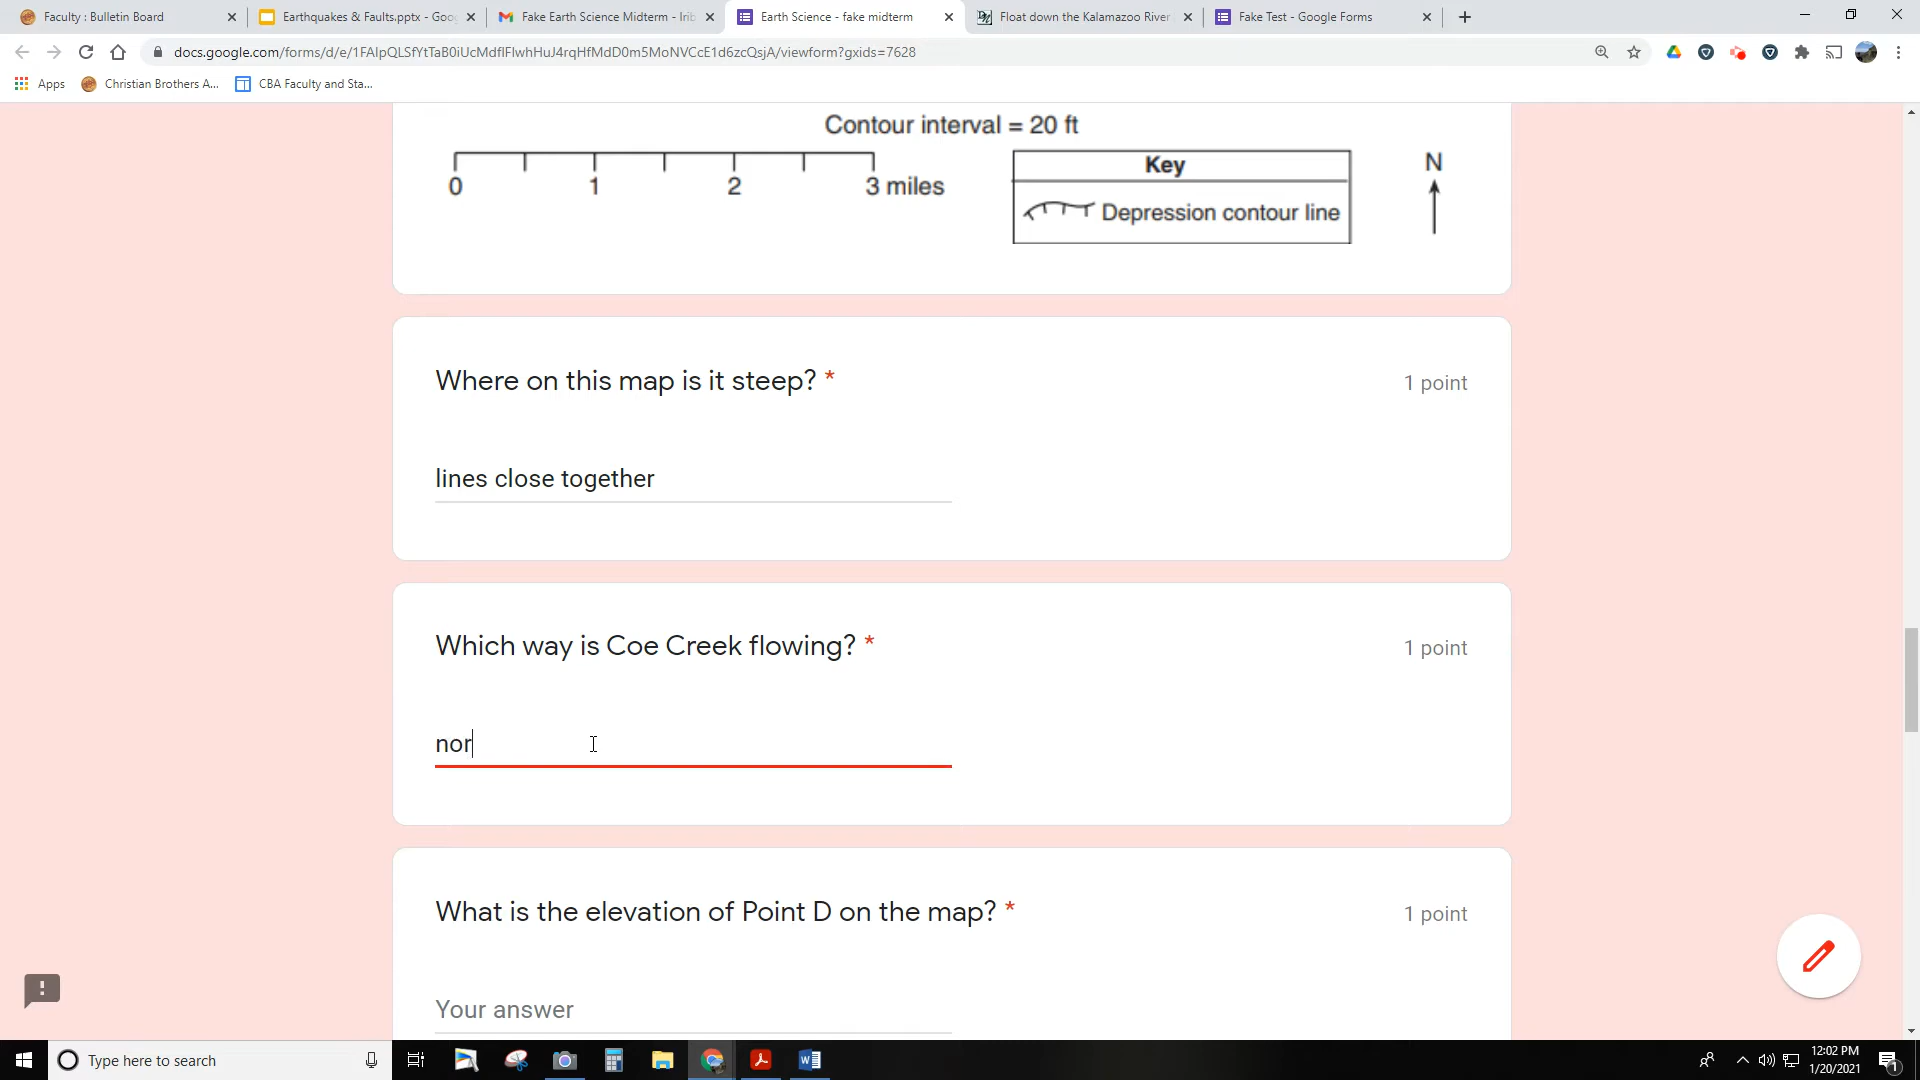 Faculty : Bulletin Board
Earthquakes & Faults.pptx - Goo
Fake Earth Science Midterm - Irib
Earth Science - fake midterm
Float down the Kalamazoo River
Fake Test - Google Forms
docs.google.com/forms/d/e/1FAIpQLSfYtTaB0iUcMdfIFIwhHuJ4rqHfMdD0m5MoNVCcE1d6zcQsjA/viewform?gxids=7628
Apps
Christian Brothers A...
CBA Faculty and Sta...
Contour interval = 20 ft
0 1 2 3 miles
Key
Depression contour line
N
Where on this map is it steep? *
1 point
lines close together
Which way is Coe Creek flowing? *
1 point
nor
What is the elevation of Point D on the map? *
1 point
Your answer
Type here to search
12:02 PM
1/20/2021
1